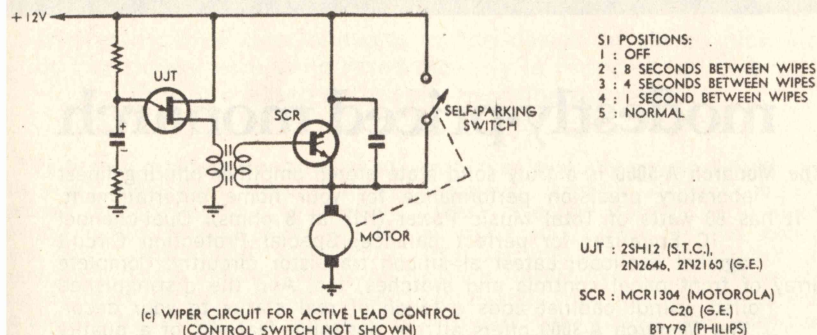 +12V
UJT
SCR
SELF-PARKING
SWITCH
MOTOR
(c) WIPER CIRCUIT FOR ACTIVE LEAD CONTROL
(CONTROL SWITCH NOT SHOWN)
S1 POSITIONS:
1 : OFF
2 : 8 SECONDS BETWEEN WIPES
3 : 4 SECONDS BETWEEN WIPES
4 : 1 SECOND BETWEEN WIPES
5 : NORMAL
UJT : 2SH12 (S.T.C.),
2N2646, 2N2160 (G.E.)
SCR : MCR1304 (MOTOROLA)
C20 (G.E.)
BTY79 (PHILIPS)